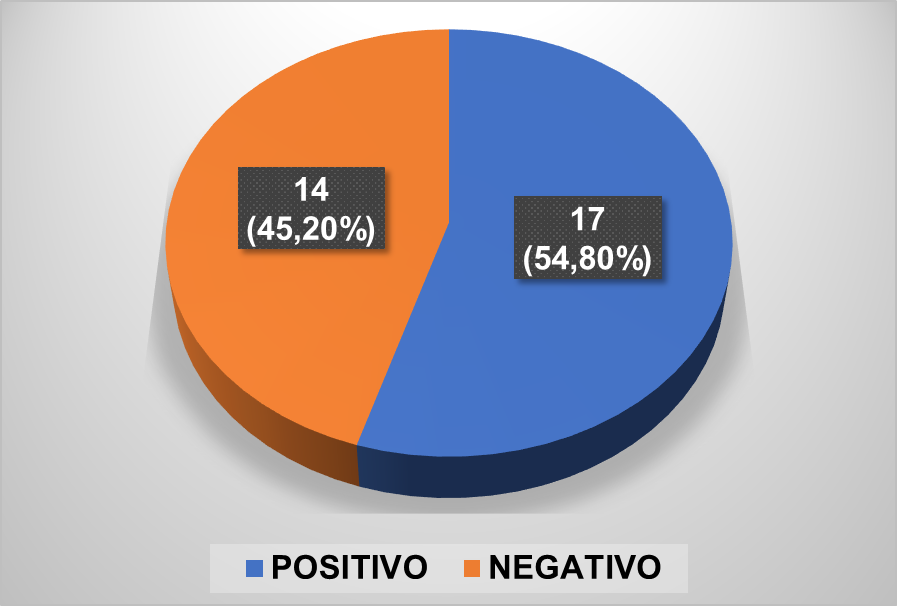 14
(45,20%)
17
(54,80%)
POSITIVO NEGATIVO